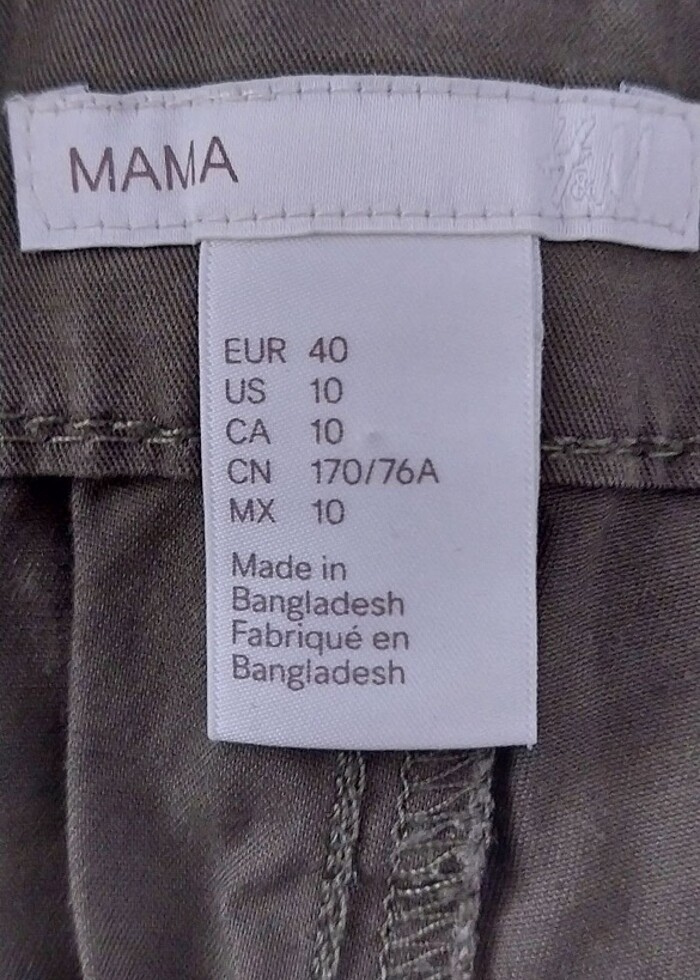 MAMA
EUR 40
US 10
CA 10
CN 170/76A
MX 10
Made in
Bangladesh
Fabriqué en
Bangladesh